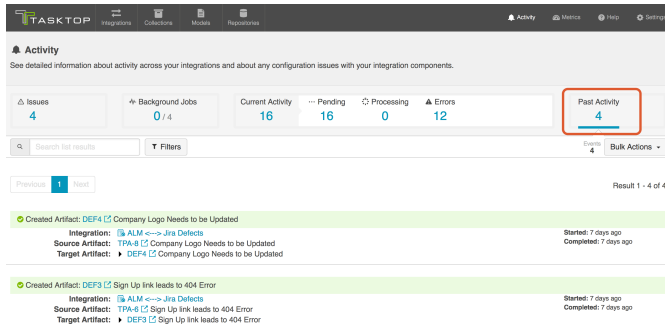 TASKTOP
Integrations
Collections
Models
Repositories
Activity
Metrics
Help
Settings
Activity
See detailed information about activity across your integrations and about any configuration issues with your integration components.
Issues
4
Background Jobs
0 / 4
Current Activity
16
Pending
16
Processing
0
Errors
12
Past Activity
4
Search list results
Filters
Events
4
Bulk Actions
Previous 1 Next
Result 1 - 4 of 4
Created Artifact: DEF4 Company Logo Needs to be Updated
Integration: ALM <---> Jira Defects
Source Artifact: TPA-8 Company Logo Needs to be Updated
Target Artifact: DEF4 Company Logo Needs to be Updated
Started: 7 days ago
Completed: 7 days ago
Created Artifact: DEF3 Sign Up link leads to 404 Error
Integration: ALM <---> Jira Defects
Source Artifact: TPA-6 Sign Up link leads to 404 Error
Target Artifact: DEF3 Sign Up link leads to 404 Error
Started: 7 days ago
Completed: 7 days ago